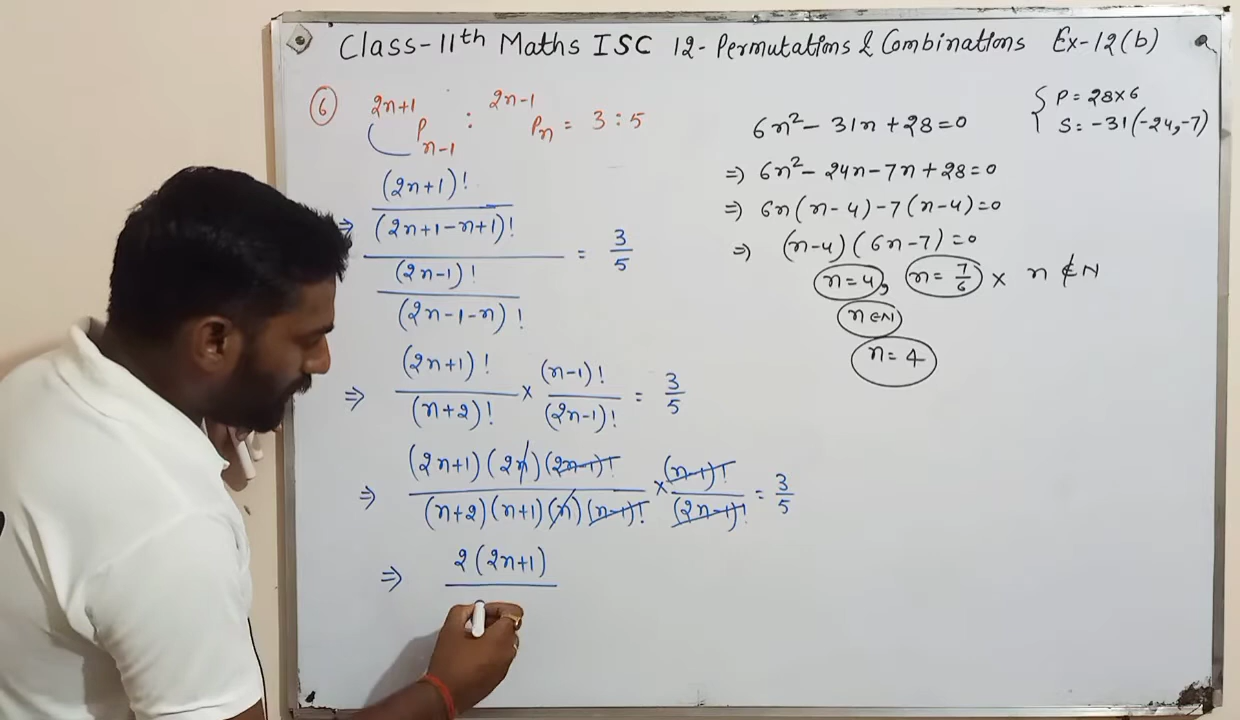 Class-11th Maths ISC 12-Permutations & Combinations Ex-12(b)
6 2n+1 P n-1 : 2n-1 P n = 3:5
⇒ (2n+1)! / (2n+1-n+1)! / (2n-1)! / (2n-1-n)! = 3/5
⇒ (2n+1)! / (n+2)! × (n-1)! / (2n-1)! = 3/5
⇒ (2n+1)(2n)(2n-1)! / (n+2)(n+1)(n)(n-1)! × (n-1)! / (2n-1)! = 3/5
⇒ 2(2n+1)
6n²-31n+28=0
{ P=28×6
S=-31(-24,-7)
⇒ 6n²-24n-7n+28=0
⇒ 6n(n-4)-7(n-4)=0
⇒ (n-4)(6n-7)=0
n=4, n=7/6 × n∉N
n∈N
n=4